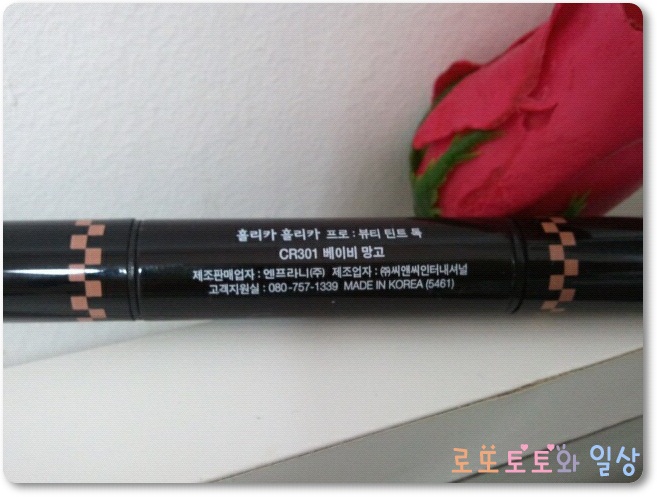 홀리카 홀리카 프로 : 뷰티 틴트 톡
CR301 베이비 망고
제조판매업자 : 엔프라니(주) 제조업자 : ㈜씨앤씨인터내셔널
고객지원실 : 080-757-1339 MADE IN KOREA (5461)
로또토토와 일상